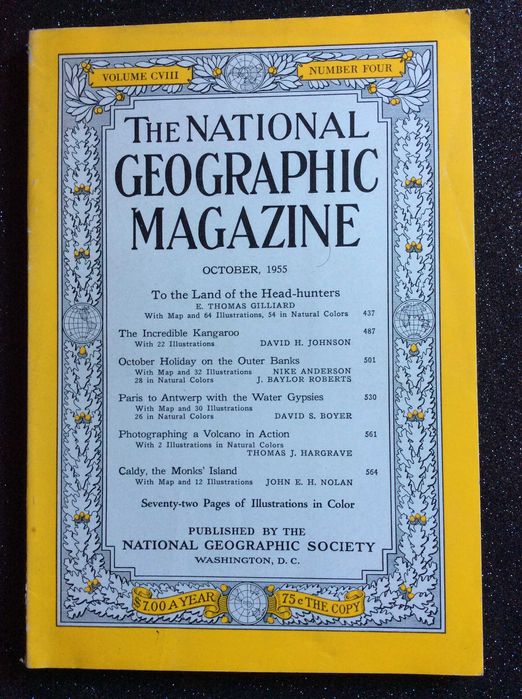 VOLUME CVIII
NUMBER FOUR
THE NATIONAL
GEOGRAPHIC
MAGAZINE
OCTOBER, 1955
To the Land of the Head-hunters
E. THOMAS GILLIARD
With Map and 64 Illustrations, 54 in Natural Colors 437
The Incredible Kangaroo 487
With 22 Illustrations DAVID H. JOHNSON
October Holiday on the Outer Banks 501
With Map and 32 Illustrations NIKE ANDERSON
28 in Natural Colors J. BAYLOR ROBERTS
Paris to Antwerp with the Water Gypsies 530
With Map and 30 Illustrations
26 in Natural Colors DAVID S. BOYER
Photographing a Volcano in Action 561
With 2 Illustrations in Natural Colors
THOMAS J. HARGRAVE
Caldy, the Monks' Island 564
With Map and 12 Illustrations JOHN E. H. NOLAN
Seventy-two Pages of Illustrations in Color
PUBLISHED BY THE
NATIONAL GEOGRAPHIC SOCIETY
WASHINGTON, D. C.
$7.00 A YEAR
75¢ THE COPY